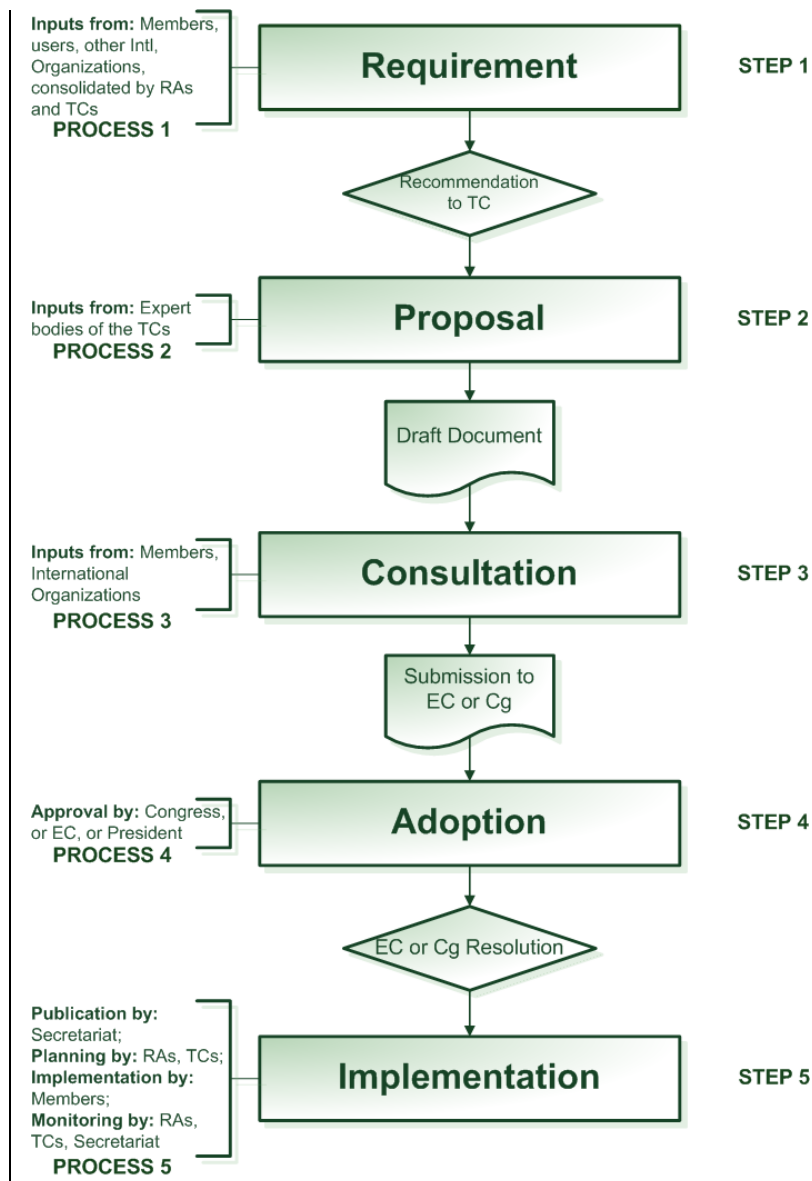 Inputs from: Members,
users, other Intl,
Organizations,
consolidated by RAs
and TCs
PROCESS 1
Requirement
STEP 1
Recommendation
to TC
Inputs from: Expert
bodies of the TCs
PROCESS 2
Proposal
STEP 2
Draft Document
Inputs from: Members,
International
Organizations
PROCESS 3
Consultation
STEP 3
Submission to
EC or Cg
Approval by: Congress,
or EC, or President
PROCESS 4
Adoption
STEP 4
EC or Cg Resolution
Publication by:
Secretariat;
Planning by: RAs, TCs;
Implementation by:
Members;
Monitoring by: RAs,
TCs, Secretariat
PROCESS 5
Implementation
STEP 5